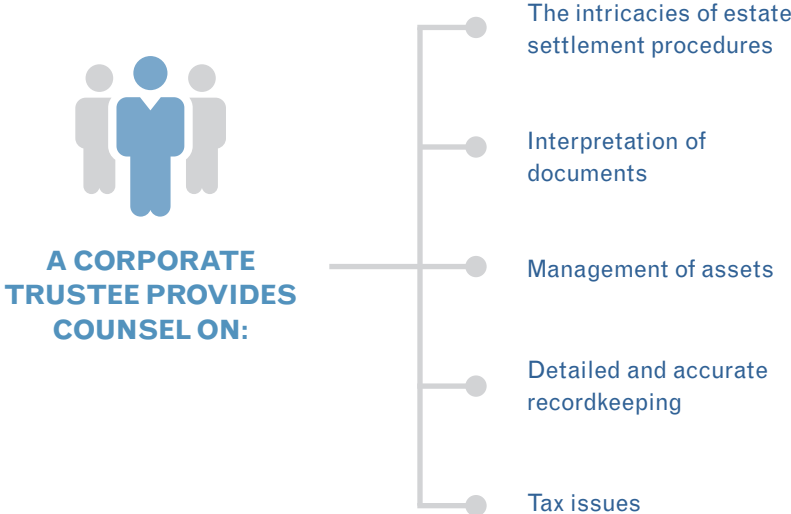 A CORPORATE
TRUSTEE PROVIDES
COUNSEL ON:
The intricacies of estate
settlement procedures
Interpretation of
documents
Management of assets
Detailed and accurate
recordkeeping
Tax issues